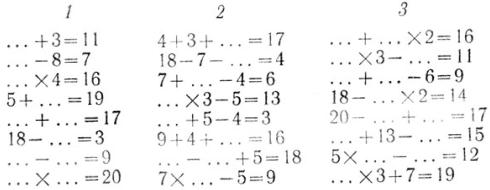 1
… +3=11
… −8=7
… ×4=16
5+ … =19
… + … =17
18− … =3
… − … =9
… × … =20
2
4+3+ … =17
18−7− … =4
7+ … −4=6
… ×3−5=13
… +5−4=3
9+4+ … =16
… − … +5=18
7× … −5=9
3
… + … ×2=16
… ×3− … =11
… + … −6=9
18− … ×2=14
20− … + … =17
… +13− … =15
5× … − … =12
… ×3+7=19